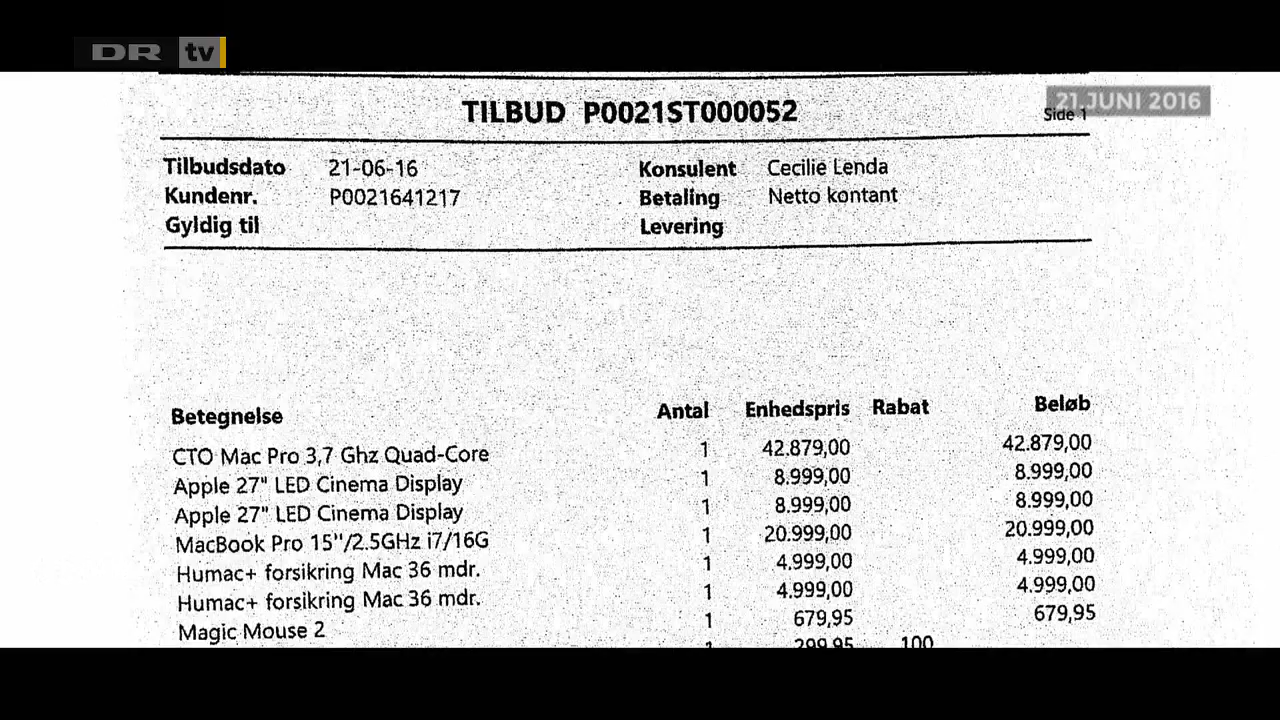 DR tv
21. JUNI 2016
TILBUD P0021ST000052
Side 1
Tilbudsdato 21-06-16 Konsulent Cecilie Lenda
Kundenr. P0021641217 Betaling Netto kontant
Gyldig til Levering
Betegnelse Antal Enhedspris Rabat Beløb
CTO Mac Pro 3,7 Ghz Quad-Core 1 42.879,00 42.879,00
Apple 27" LED Cinema Display 1 8.999,00 8.999,00
Apple 27" LED Cinema Display 1 8.999,00 8.999,00
MacBook Pro 15"/2.5GHz i7/16G 1 20.999,00 20.999,00
Humac+ forsikring Mac 36 mdr. 1 4.999,00 4.999,00
Humac+ forsikring Mac 36 mdr. 1 4.999,00 4.999,00
Magic Mouse 2 1 679,95 679,95
1 299,95 100